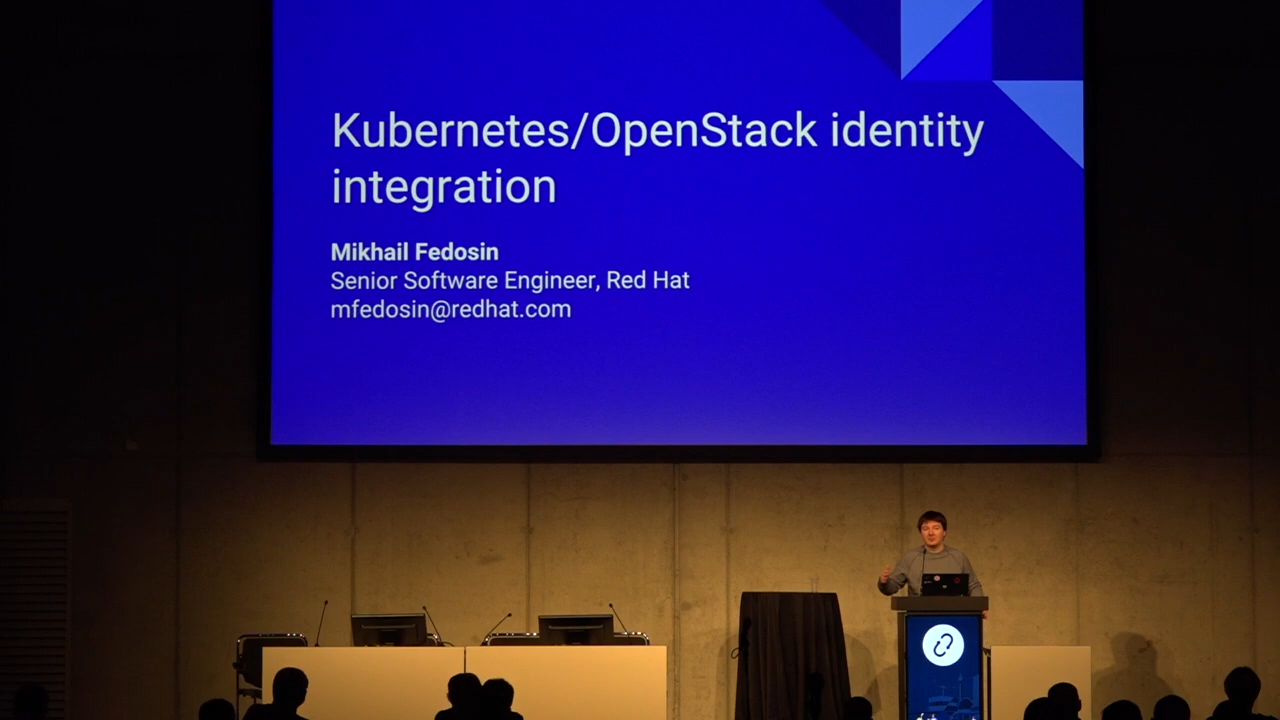 Kubernetes/OpenStack identity
integration
Mikhail Fedosin
Senior Software Engineer, Red Hat
mfedosin@redhat.com